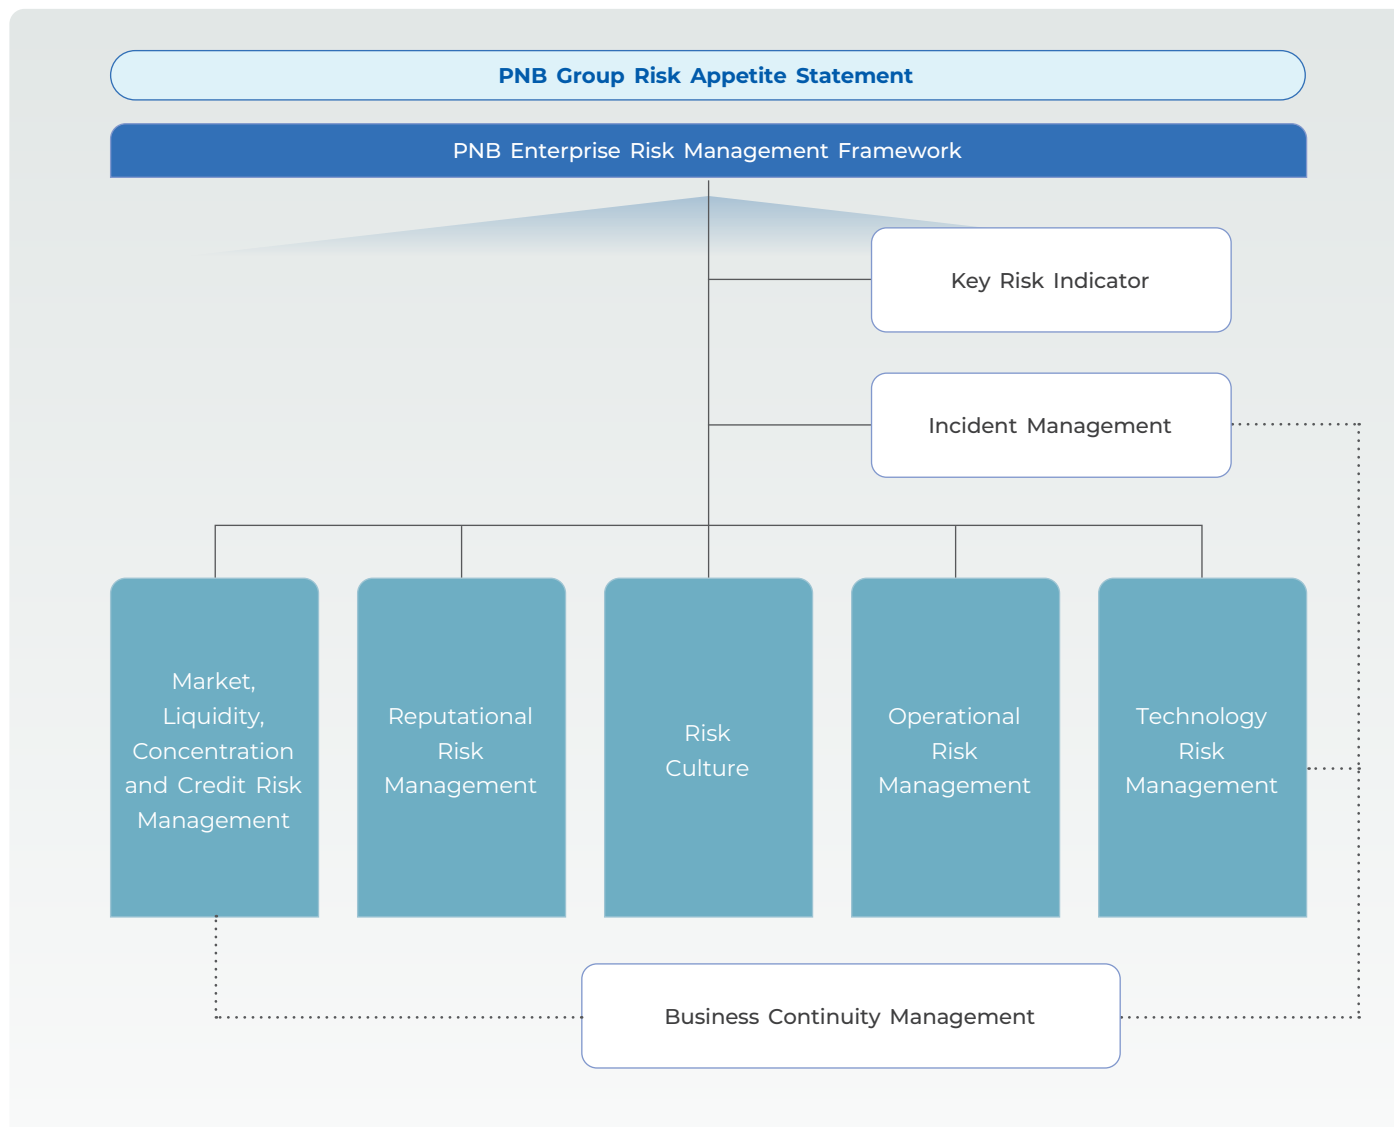 PNB Group Risk Appetite Statement
PNB Enterprise Risk Management Framework
Key Risk Indicator
Incident Management
Market,
Liquidity,
Concentration
and Credit Risk
Management
Reputational
Risk
Management
Risk
Culture
Operational
Risk
Management
Technology
Risk
Management
Business Continuity Management